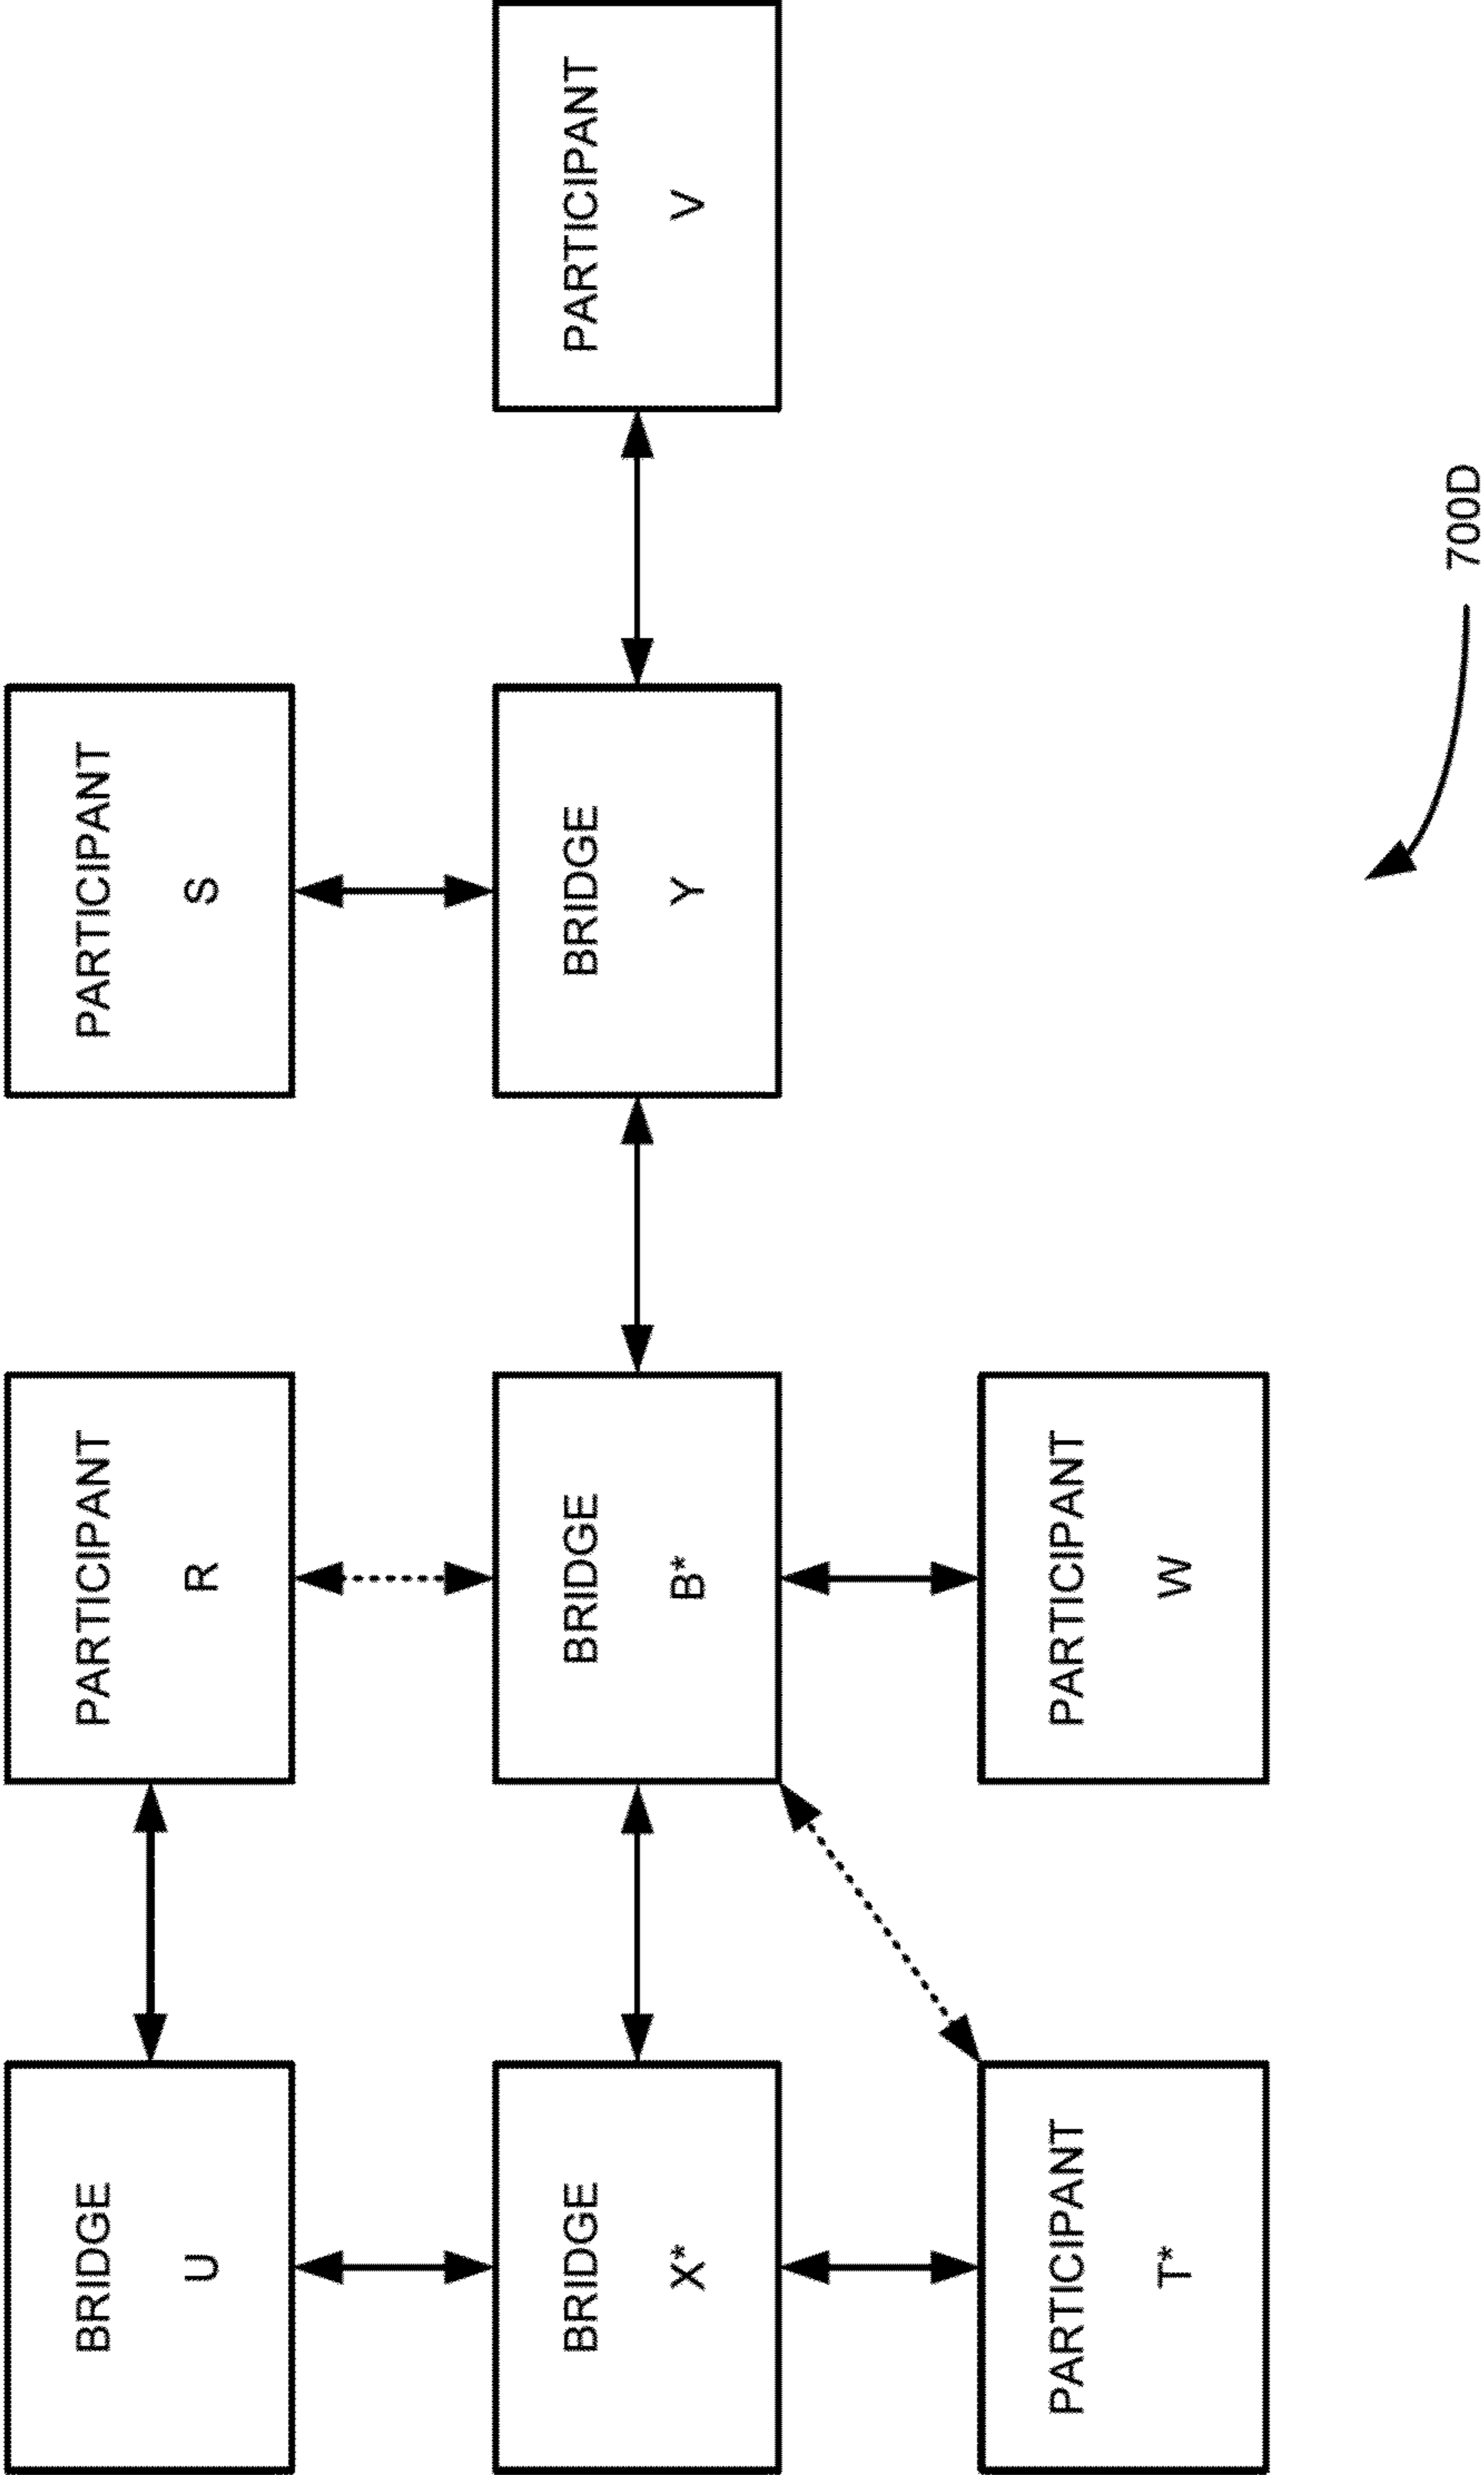 BRIDGE
U
PARTICIPANT
R
PARTICIPANT
S
BRIDGE
X*
BRIDGE
B*
BRIDGE
Y
PARTICIPANT
V
PARTICIPANT
T*
PARTICIPANT
W
700D